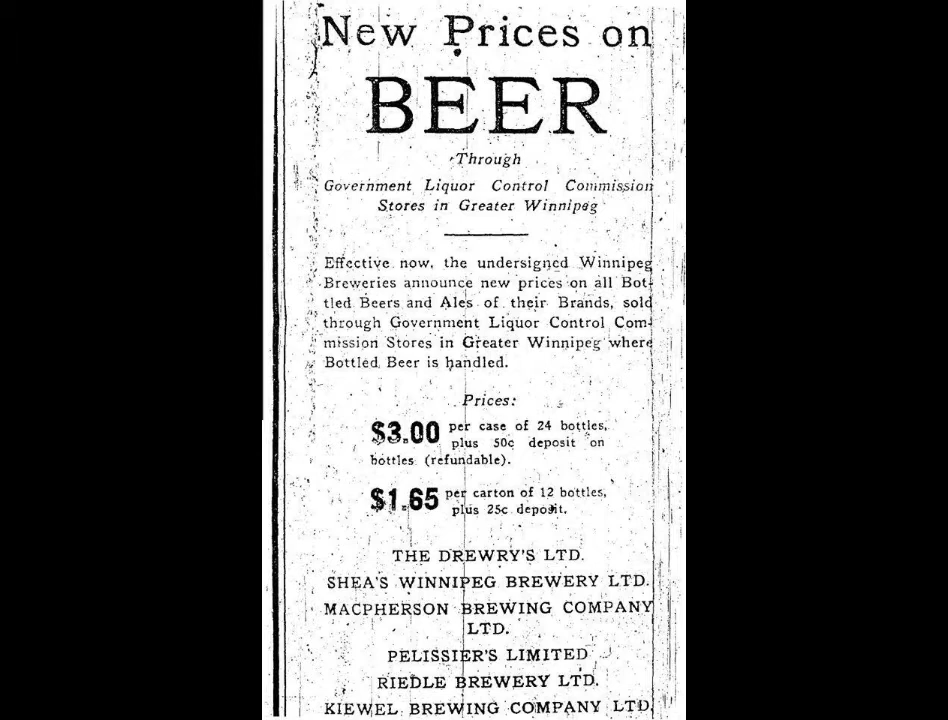 New Prices on
BEER
Through
Government Liquor Control Commission
Stores in Greater Winnipeg
Effective now, the undersigned Winnipeg
Breweries announce new prices on all Bot-
tled Beers and Ales of their Brands, sold
through Government Liquor Control Com-
mission Stores in Greater Winnipeg where
Bottled Beer is handled.
Prices:
$3.00 per case of 24 bottles,
plus 50c deposit on
bottles (refundable).
$1.65 per carton of 12 bottles,
plus 25c deposit.
THE DREWRY'S LTD.
SHEA'S WINNIPEG BREWERY LTD.
MACPHERSON BREWING COMPANY
LTD.
PELISSIER'S LIMITED
RIEDLE BREWERY LTD.
KIEWEL BREWING COMPANY LTD.